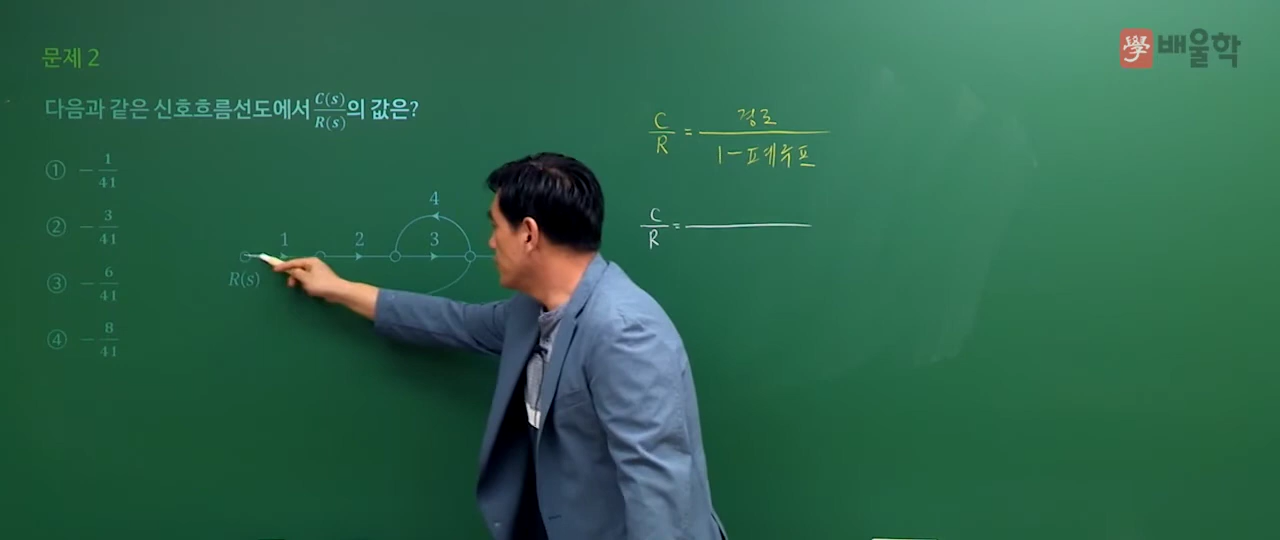 學 배울학
문제 2
다음과 같은 신호흐름선도에서 C(s)/R(s)의 값은?
① -1/41
② -3/41
③ -6/41
④ -8/41
4
1 2 3
R(s)
C/R = 경로/1-피드루프
C/R =